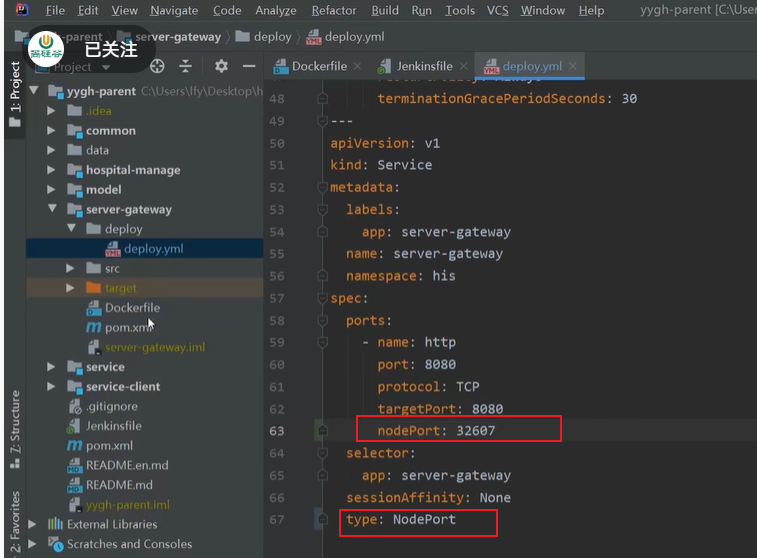 File Edit View Navigate Code Analyze Refactor Build Run Tools VCS Window Help yygh-parent [C:\User
-parent server-gateway deploy deploy.yml
尚硅谷 已关注
Project
1: Project
Dockerfile
Jenkinsfile
deploy.yml
yygh-parent C:\Users\lfy\Desktop\h
.idea
common
data
hospital-manage
model
server-gateway
deploy
deploy.yml
src
target
Dockerfile
pom.xml
server-gateway.iml
service
service-client
.gitignore
Jenkinsfile
pom.xml
README.en.md
README.md
yygh-parent.iml
External Libraries
Scratches and Consoles
Z: Structure
2: Favorites
48 terminationGracePeriodSeconds: 30
49 ---
50 apiVersion: v1
51 kind: Service
52 metadata:
53 labels:
54 app: server-gateway
55 name: server-gateway
56 namespace: his
57 spec:
58 ports:
59 - name: http
60 port: 8080
61 protocol: TCP
62 targetPort: 8080
63 nodePort: 32607
64 selector:
65 app: server-gateway
66 sessionAffinity: None
67 type: NodePort